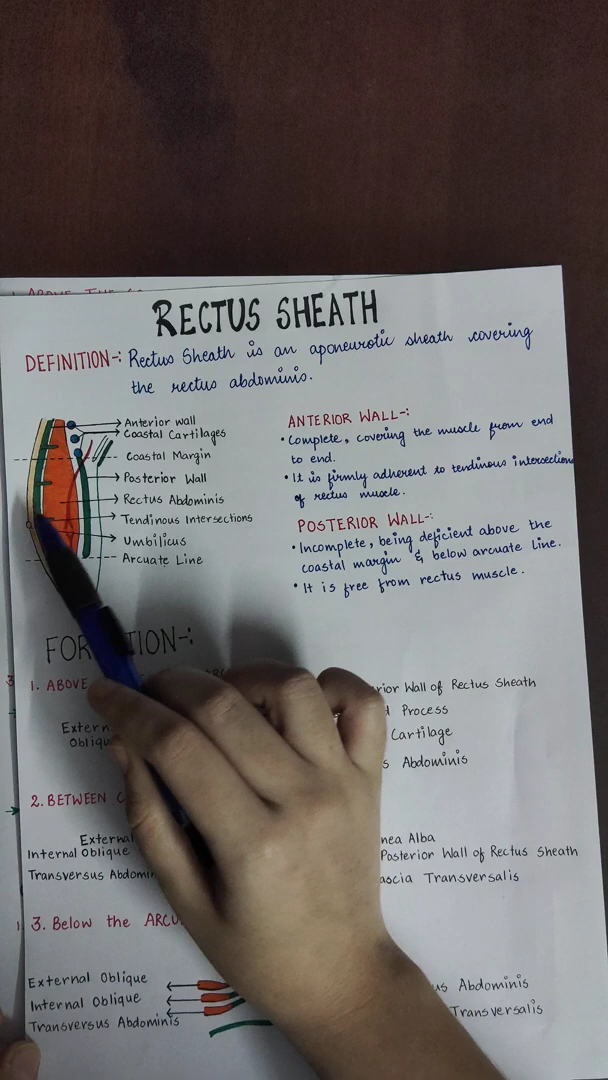 RECTUS SHEATH
DEFINITION-: Rectus Sheath is an aponeurotic sheath covering
the rectus abdominis.
Anterior wall
Coastal Cartilages
Coastal Margin
Posterior Wall
Rectus Abdominis
Tendinous Intersections
Umbilicus
Arcuate Line
ANTERIOR WALL-:
• Complete, covering the muscle from end
to end.
• It is firmly adherent to tendinous intersection
of rectus muscle.
POSTERIOR WALL-:
• Incomplete, being deficient above the
coastal margin & below arcuate line.
• It is free from rectus muscle.
FOR TION-:
1. ABOVE
rior Wall of Rectus Sheath
Process
Extern
Obliqu
Cartilage
s Abdominis
2. BETWEEN C
External
Internal Oblique
Transversus Abdomin
nea Alba
Posterior Wall of Rectus Sheath
ascia Transversalis
3. Below the ARCU
External Oblique
Internal Oblique
Transversus Abdominis
us Abdominis
Transversalis